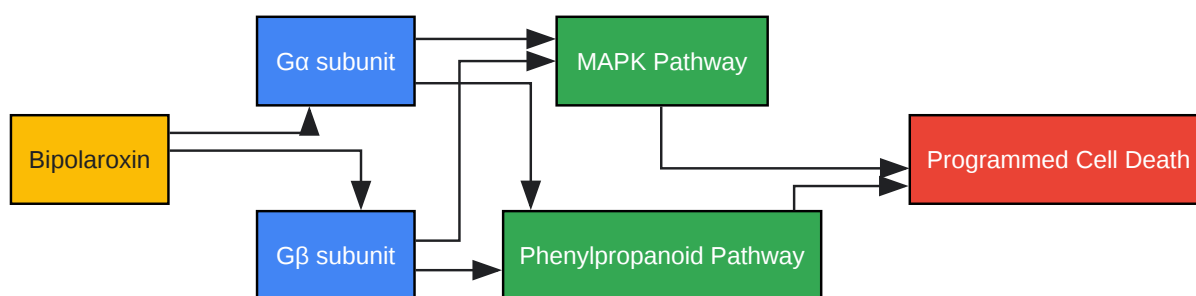 Gα subunit
MAPK Pathway
Bipolaroxin
Programmed Cell Death
Gβ subunit
Phenylpropanoid Pathway